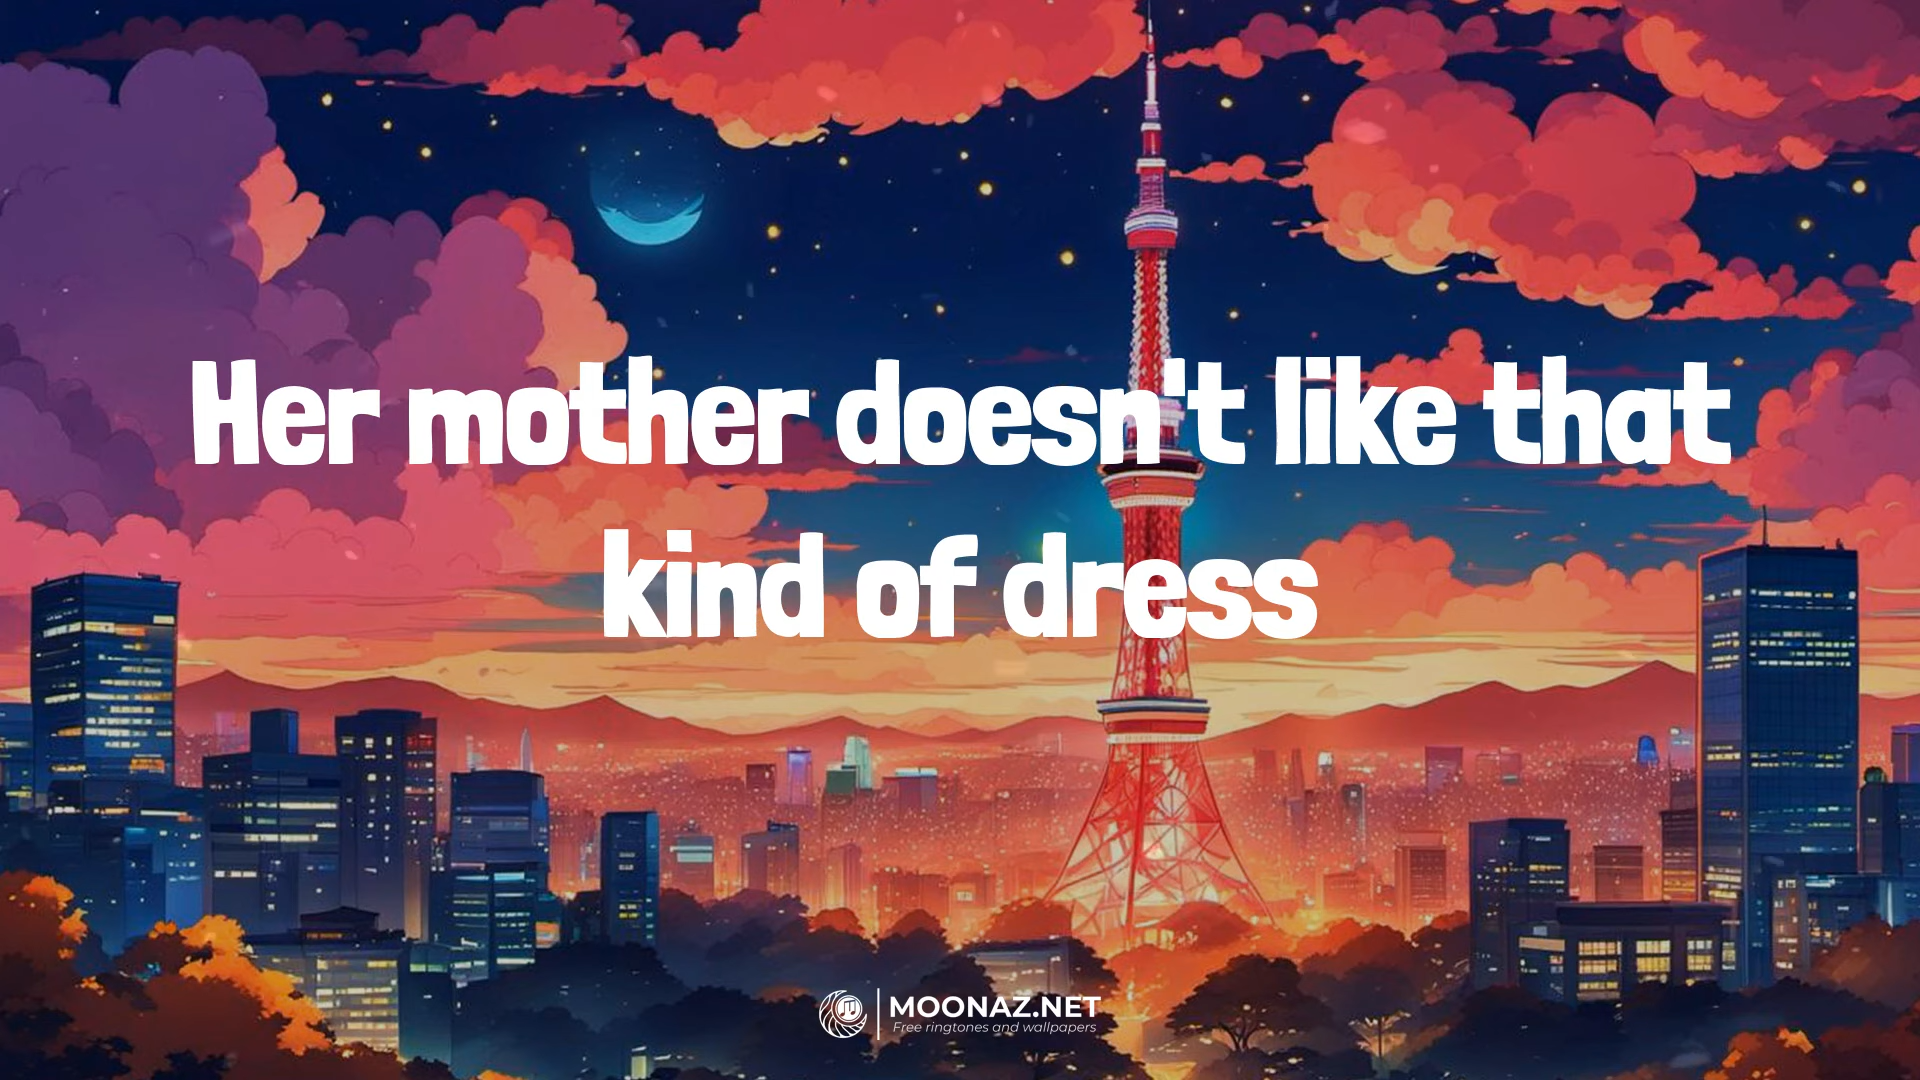 Her mother doesn't like that
kind of dress
MOONAZ.NET
Free ringtones and wallpapers